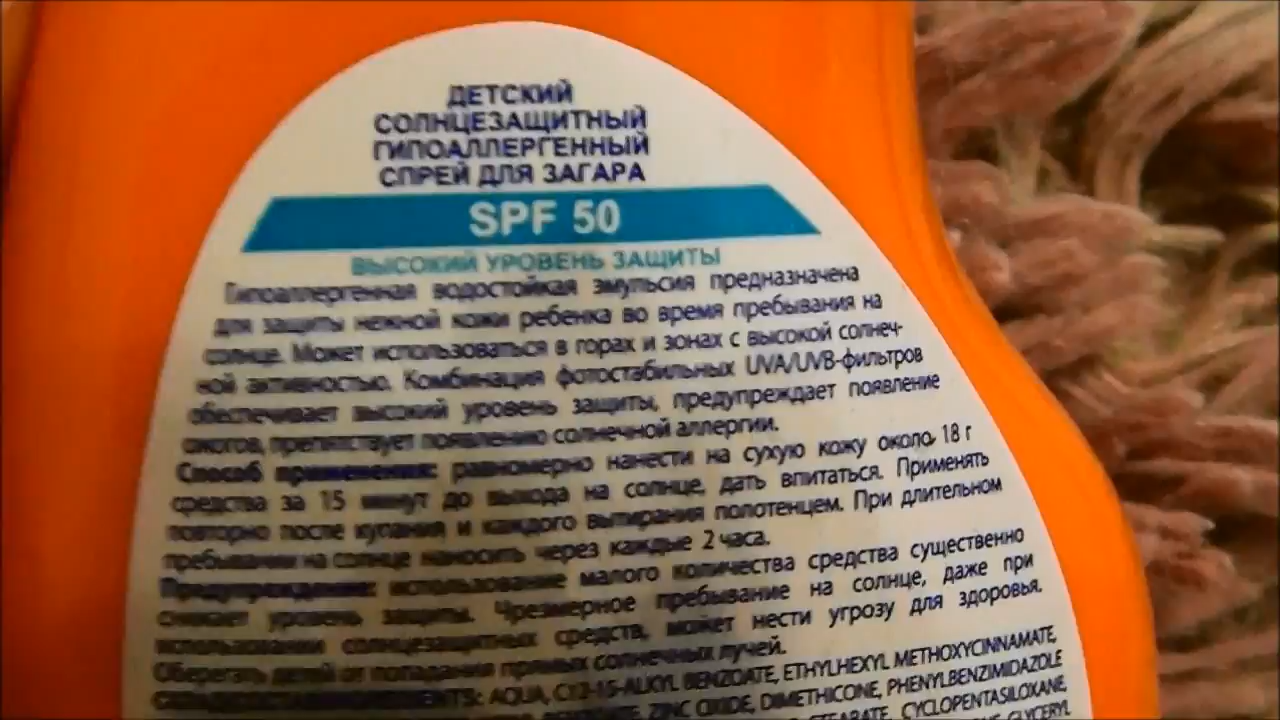 ДЕТСКИЙ
СОЛНЦЕЗАЩИТНЫЙ
ГИПОАЛЛЕРГЕННЫЙ
СПРЕЙ ДЛЯ ЗАГАРА
SPF 50
ВЫСОКИЙ УРОВЕНЬ ЗАЩИТЫ
Гипоаллергенная водостойкая эмульсия предназначена
для защиты нежной кожи ребенка во время пребывания на
солнце. Может использоваться в горах и зонах с высокой солнеч-
ной активностью. Комбинация фотостабильных UVA/UVB-фильтров
обеспечивает высокий уровень защиты, предупреждает появление
ожогов, препятствует появлению солнечной аллергии.
Способ применения: равномерно нанести на сухую кожу около 18 г
средства за 15 минут до выхода на солнце, дать впитаться. Применять
повторно после купания и каждого вытирания полотенцем. При длительном
пребывании на солнце наносить через каждые 2 часа.
Предупреждение: использование малого количества средства существенно
снижает уровень защиты. Чрезмерное пребывание на солнце, даже при
использовании солнцезащитных средств, может нести угрозу для здоровья.
Оберегать детей от попадания прямых солнечных лучей.
AQUA, C12-15-ALKYL BENZOATE, ETHYLHEXYL METHOXYCINNAMATE,
ZINC OXIDE, DIMETHICONE, PHENYLBENZIMIDAZOLE
STEARATE, CYCLOPENTASILOXANE,
GLYCERYL